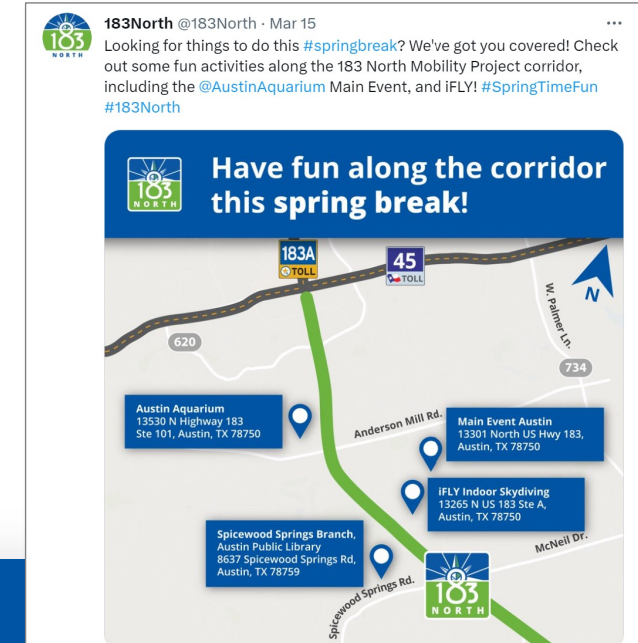 183North @183North · Mar 15
Looking for things to do this #springbreak? We've got you covered! Check
out some fun activities along the 183 North Mobility Project corridor,
including the @AustinAquarium Main Event, and iFLY! #SpringTimeFun
#183North
183
NORTH
183
NORTH
Have fun along the corridor
this spring break!
183A
TOLL
45
TOLL
N
W. Palmer Ln.
620
734
Austin Aquarium
13530 N Highway 183
Ste 101, Austin, TX 78750
Anderson Mill Rd.
Main Event Austin
13301 North US Hwy 183,
Austin, TX 78750
iFLY Indoor Skydiving
13265 N US 183 Ste A,
Austin, TX 78750
Spicewood Springs Branch,
Austin Public Library
8637 Spicewood Springs Rd,
Austin, TX 78759
McNeil Dr.
Spicewood Springs Rd.
183
NORTH